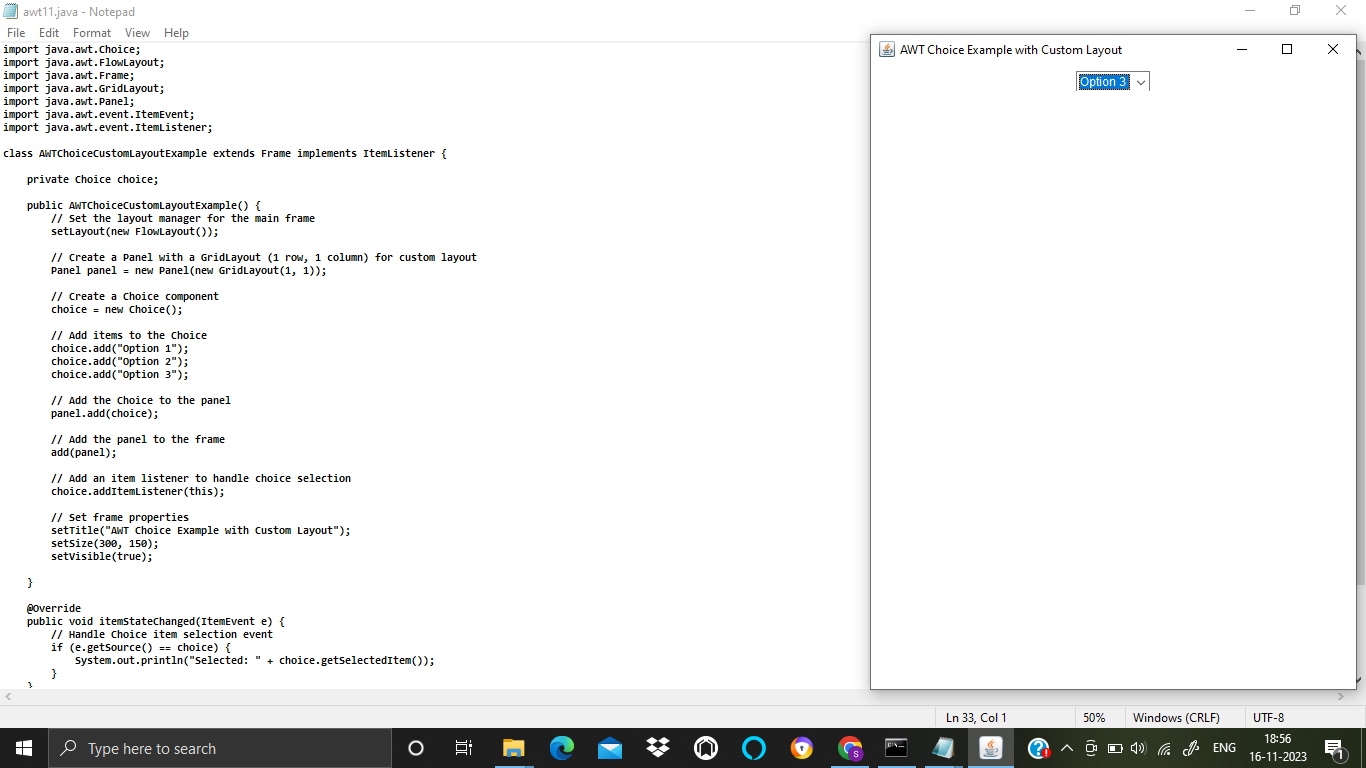 awt11.java - Notepad
File Edit Format View Help
import java.awt.Choice;
import java.awt.FlowLayout;
import java.awt.Frame;
import java.awt.GridLayout;
import java.awt.Panel;
import java.awt.event.ItemEvent;
import java.awt.event.ItemListener;
class AWTChoiceCustomLayoutExample extends Frame implements ItemListener {
private Choice choice;
public AWTChoiceCustomLayoutExample() {
// Set the layout manager for the main frame
setLayout(new FlowLayout());
// Create a Panel with a GridLayout (1 row, 1 column) for custom layout
Panel panel = new Panel(new GridLayout(1, 1));
// Create a Choice component
choice = new Choice();
// Add items to the Choice
choice.add("Option 1");
choice.add("Option 2");
choice.add("Option 3");
// Add the Choice to the panel
panel.add(choice);
// Add the panel to the frame
add(panel);
// Add an item listener to handle choice selection
choice.addItemListener(this);
// Set frame properties
setTitle("AWT Choice Example with Custom Layout");
setSize(300, 150);
setVisible(true);
}
@Override
public void itemStateChanged(ItemEvent e) {
// Handle Choice item selection event
if (e.getSource() == choice) {
System.out.println("Selected: " + choice.getSelectedItem());
}
}
AWT Choice Example with Custom Layout
Option 3
Ln 33, Col 1 50% Windows (CRLF) UTF-8
Type here to search
S
ENG
18:56
16-11-2023
1